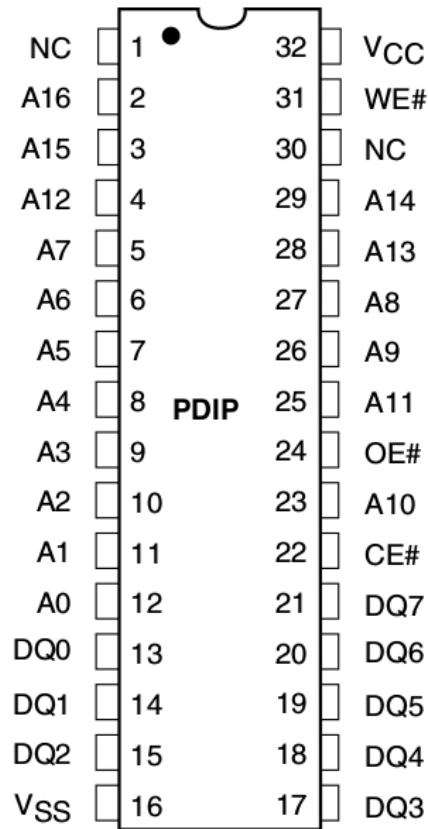 NC 1 32 VCC
A16 2 31 WE#
A15 3 30 NC
A12 4 29 A14
A7 5 28 A13
A6 6 27 A8
A5 7 26 A9
A4 8 PDIP 25 A11
A3 9 24 OE#
A2 10 23 A10
A1 11 22 CE#
A0 12 21 DQ7
DQ0 13 20 DQ6
DQ1 14 19 DQ5
DQ2 15 18 DQ4
VSS 16 17 DQ3